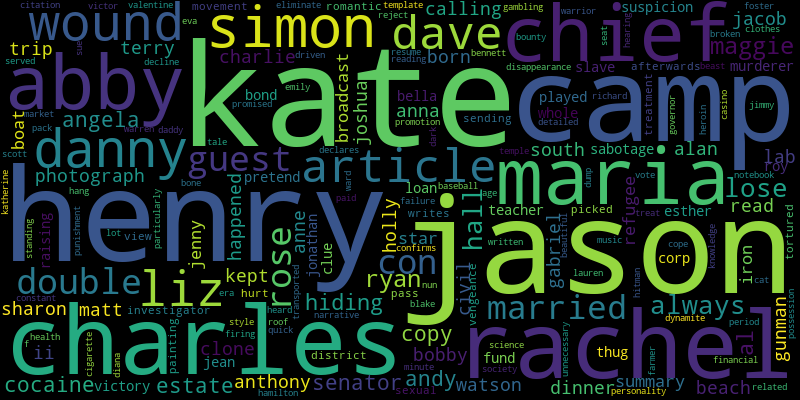 citation victor valentine movement eva romantic template eliminate gambling foster warrior hearing
wound simon dave calling suspicion jacob chief
trip terry charlie reject born slave maggie clothes
served sue decline driven resume reading bounty seat broken
abby kate camp
bond promised emily broadcast joshua bella anna played afterwards murderer beast
market tale promotion dark sending whole detailed richard treatment governor heroin casino jimmy
boat angela pack warren daddy disappearance bennett
danny guest article south sabotage alan lab toy
scott photograph pretend declares temple maria notebook
katherine hang bone ward loan baseball age dump vote lose related
henry jason
standing raising punishment particularly happened anne jonathan failure writes teacher picked refugee treat esther read tortured
lot view jenny rose clue paid holly star hall written gabriel beautiful music knowledge iron
double liz kept con confirms civil cope corp cat
constant era hurt transported nun ryan pass vengeance lauren possession
sharon matt investigator hiding blake married always
charles rachel
health style heard roof narrative copy hitman dynamite period gunman
ii f cigarette painting clone firing quick district bobby science fund unnecessary thug al financial
diana jean minute society farmer
cocaine victory estate anthony senator andy watson dinner summary beach related
hamilton sexual personality